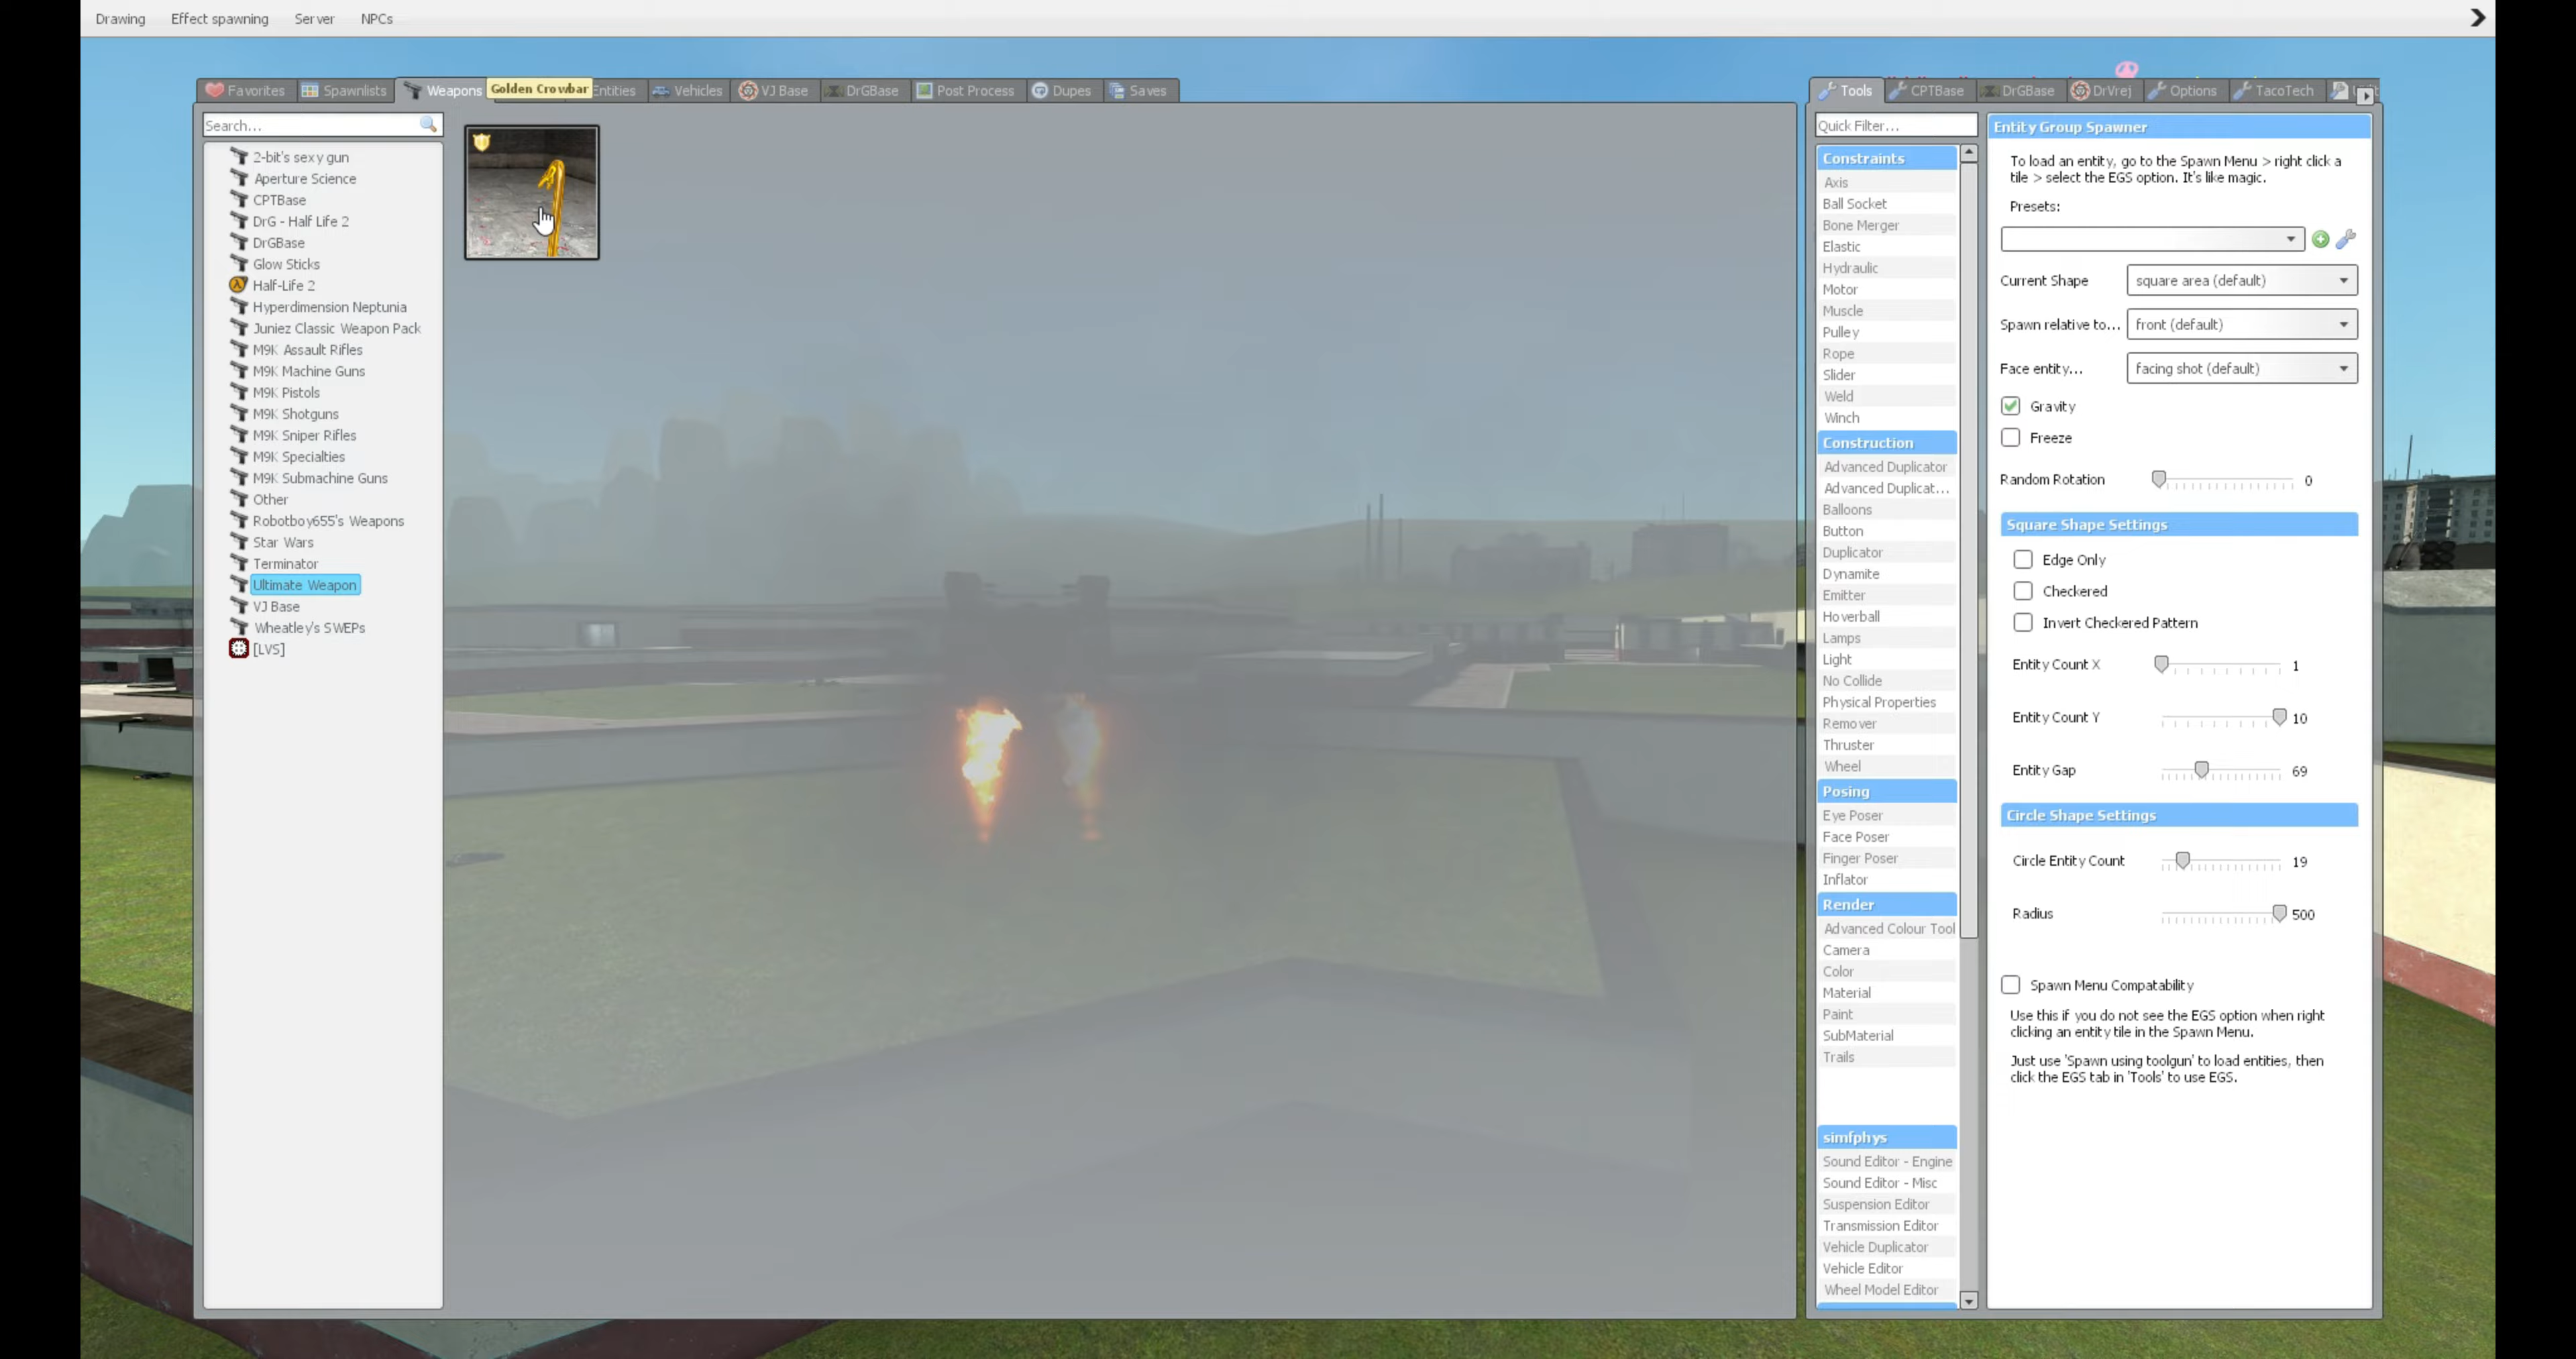 Drawing Effect spawning Server NPCs
Favorites Spawnlists Weapons Golden Crowbar Entities Vehicles VJ Base DrGBase Post Process Dupes Saves
Search...
2-bit's sexy gun
Aperture Science
CPTBase
DrG - Half Life 2
DrGBase
Glow Sticks
Half-Life 2
Hyperdimension Neptunia
Juniez Classic Weapon Pack
M9K Assault Rifles
M9K Machine Guns
M9K Pistols
M9K Shotguns
M9K Sniper Rifles
M9K Specialties
M9K Submachine Guns
Other
Robotboy655's Weapons
Star Wars
Terminator
Ultimate Weapon
VJ Base
Wheatley's SWEPs
[LVS]
Tools CPTBase DrGBase DrVrej Options TacoTech
Quick Filter...
Constraints
Axis
Ball Socket
Bone Merger
Elastic
Hydraulic
Motor
Muscle
Pulley
Rope
Slider
Weld
Winch
Construction
Advanced Duplicator
Advanced Duplicat...
Balloons
Button
Duplicator
Dynamite
Emitter
Hoverball
Lamps
Light
No Collide
Physical Properties
Remover
Thruster
Wheel
Posing
Eye Poser
Face Poser
Finger Poser
Inflator
Render
Advanced Colour Tool
Camera
Color
Material
Paint
SubMaterial
Trails
simfphys
Sound Editor - Engine
Sound Editor - Misc
Suspension Editor
Transmission Editor
Vehicle Duplicator
Vehicle Editor
Wheel Model Editor
Entity Group Spawner
To load an entity, go to the Spawn Menu > right click a
tile > select the EGS option. It's like magic.
Presets:
Current Shape square area (default)
Spawn relative to... front (default)
Face entity... facing shot (default)
Gravity
Freeze
Random Rotation 0
Square Shape Settings
Edge Only
Checkered
Invert Checkered Pattern
Entity Count X 1
Entity Count Y 10
Entity Gap 69
Circle Shape Settings
Circle Entity Count 19
Radius 500
Spawn Menu Compatability
Use this if you do not see the EGS option when right
clicking an entity tile in the Spawn Menu.
Just use 'Spawn using toolgun' to load entities, then
click the EGS tab in 'Tools' to use EGS.